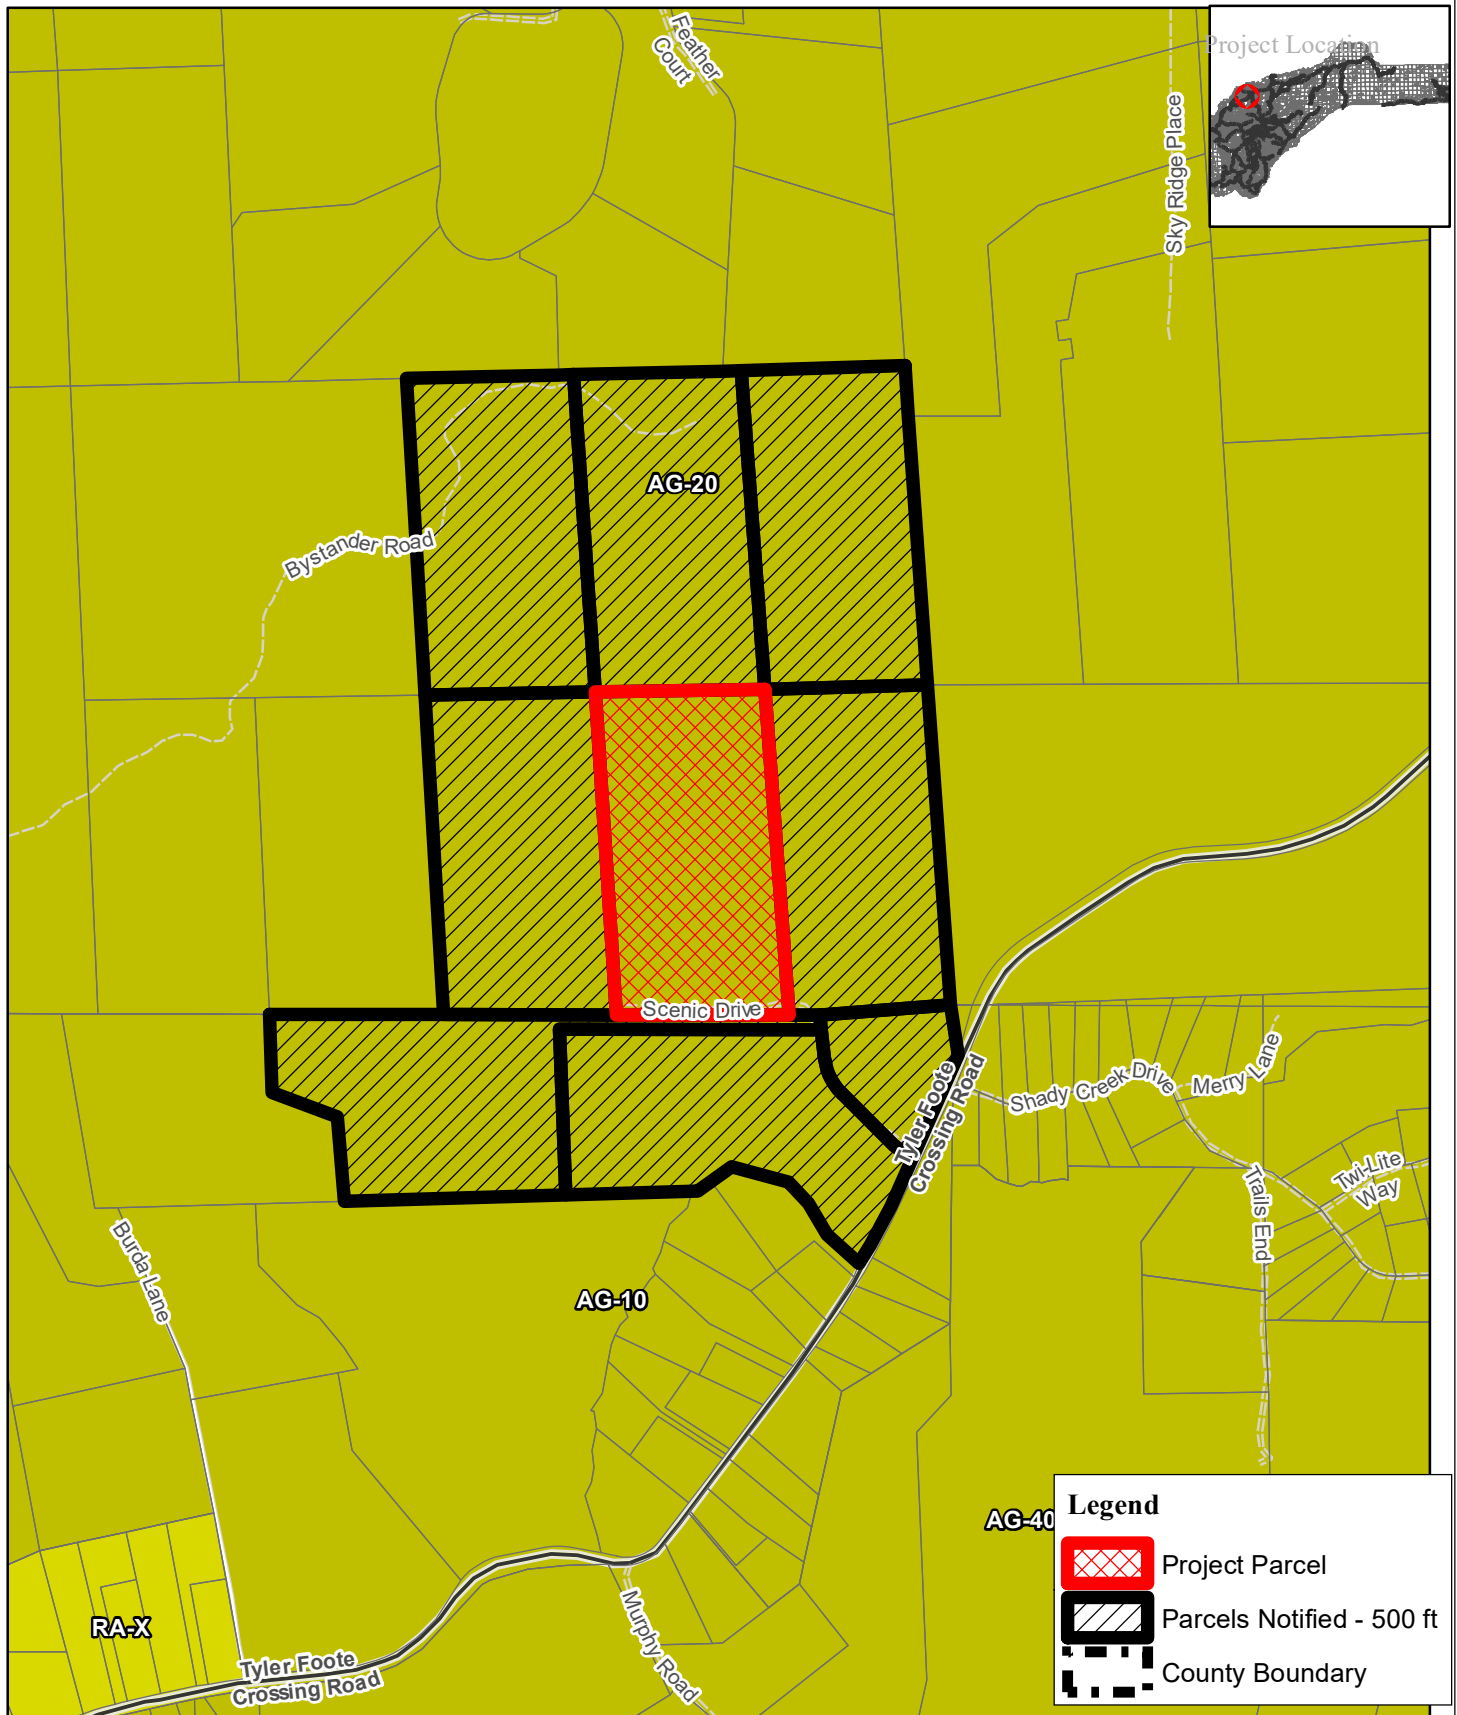 Feather
Court
Project Location
Sky Ridge Place
AG-20
Bystander Road
Scenic Drive
Tyler Foote
Crossing Road
Shady Creek Drive
Merry Lane
Twi-Lite
Way
Trails End
Burda Lane
AG-10
AG-40
Legend
Project Parcel
Parcels Notified - 500 ft
County Boundary
RA-X
Murphy Road
Tyler Foote
Crossing Road